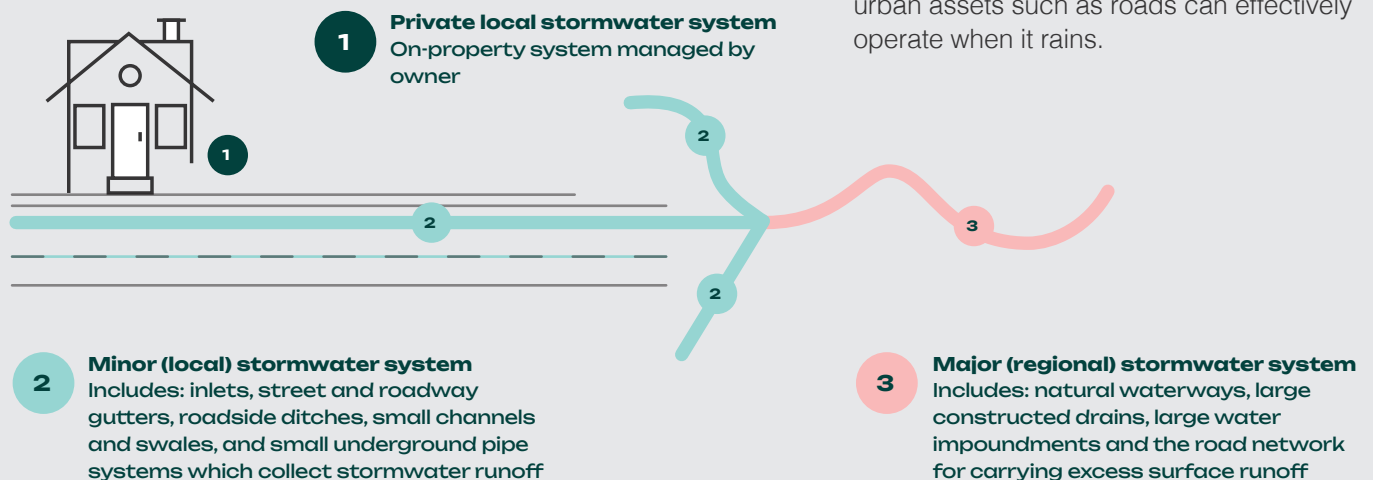 1
Private local stormwater system
On-property system managed by
owner
urban assets such as roads can effectively
operate when it rains.
1
2
2
2
3
2
Minor (local) stormwater system
Includes: inlets, street and roadway
gutters, roadside ditches, small channels
and swales, and small underground pipe
systems which collect stormwater runoff
3
Major (regional) stormwater system
Includes: natural waterways, large
constructed drains, large water
impoundments and the road network
for carrying excess surface runoff